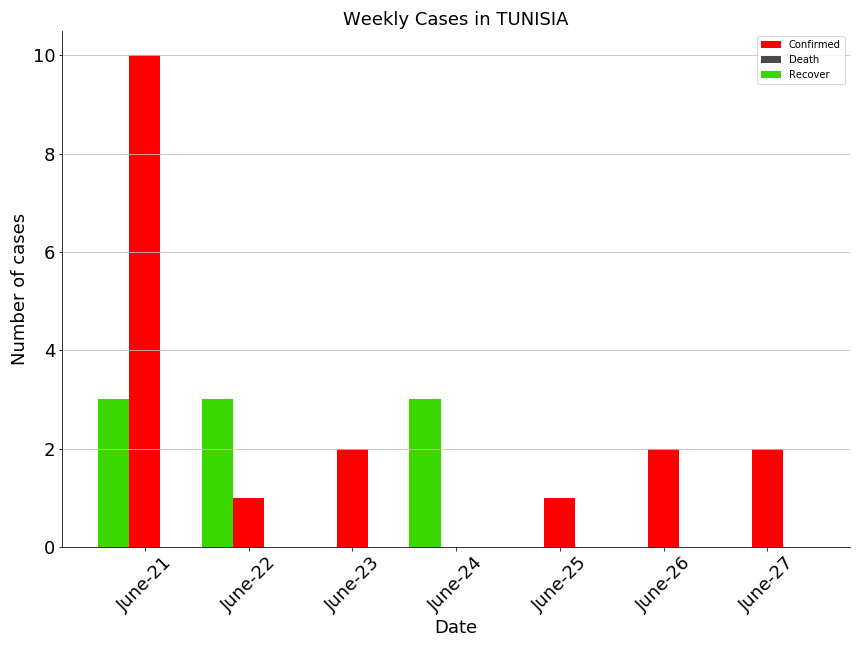 Weekly Cases in TUNISIA
Confirmed
Death
Recover
Number of cases
10
8
6
4
2
0
June-21
June-22
June-23
June-24
June-25
June-26
June-27
Date